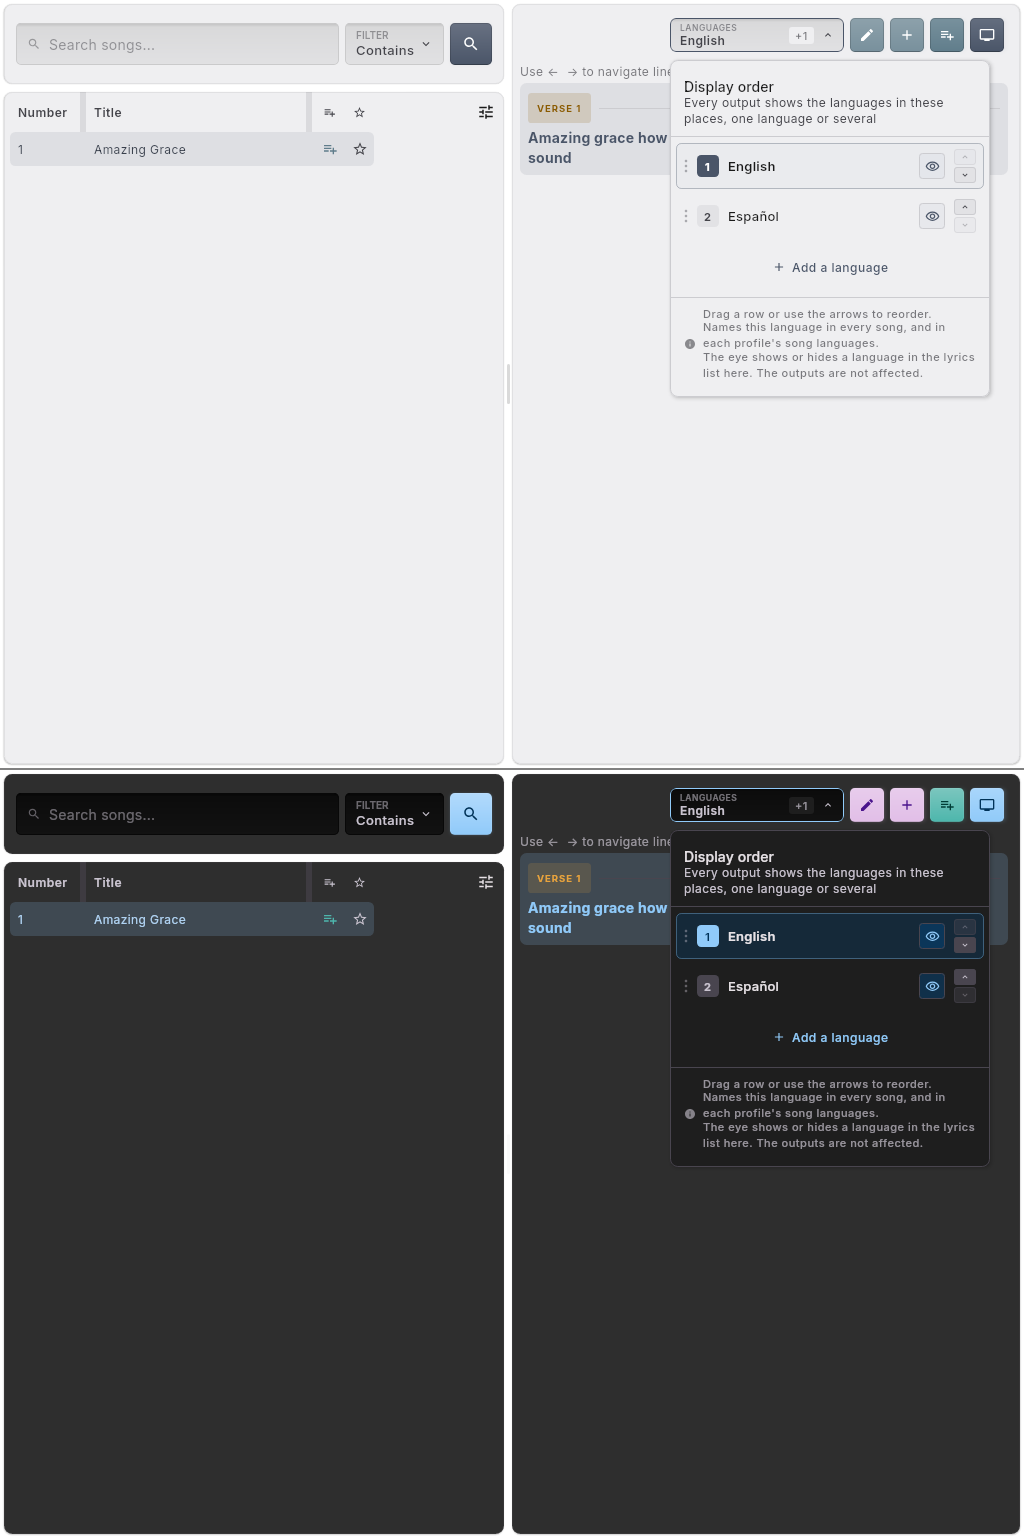 Search songs...
FILTER
Contains
Number
Title
1
Amazing Grace
LANGUAGES
English
+1
Use ← → to navigate line
VERSE 1
Amazing grace how
sound
Display order
Every output shows the languages in these
places, one language or several
1
English
2
Español
+ Add a language
Drag a row or use the arrows to reorder.
Names this language in every song, and in
each profile's song languages.
The eye shows or hides a language in the lyrics
list here. The outputs are not affected.
Search songs...
FILTER
Contains
Number
Title
1
Amazing Grace
LANGUAGES
English
+1
Use ← → to navigate line
VERSE 1
Amazing grace how
sound
Display order
Every output shows the languages in these
places, one language or several
1
English
2
Español
+ Add a language
Drag a row or use the arrows to reorder.
Names this language in every song, and in
each profile's song languages.
The eye shows or hides a language in the lyrics
list here. The outputs are not affected.